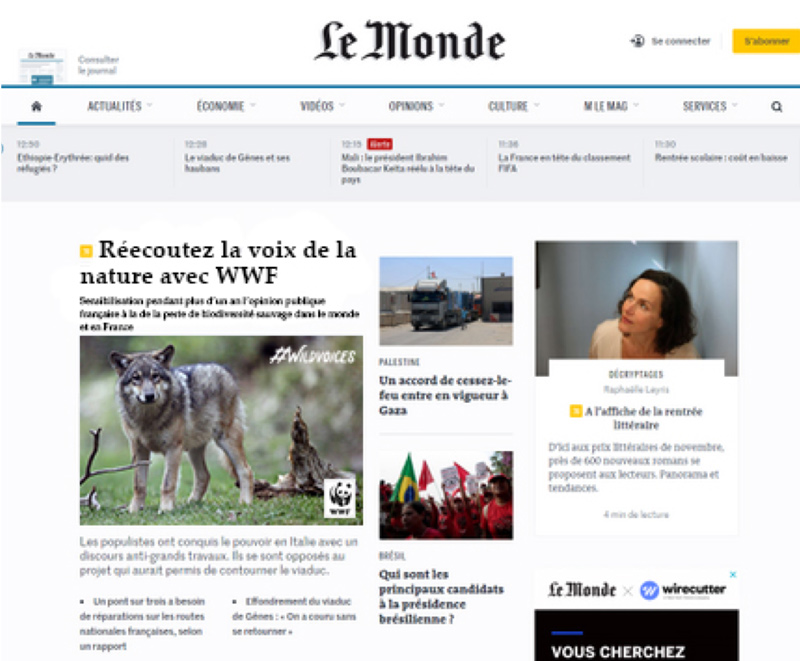 Le Monde
Le Monde
Consulter
le journal
Se connecter
S'abonner
ACTUALITÉS
ÉCONOMIE
VIDÉOS
OPINIONS
CULTURE
M LE MAG
SERVICES
12:50
Ethiopie-Erythrée: quid des
réfugiés ?
12:28
Le viaduc de Gênes et ses
haubans
12:15 Alerte
Mali : le président Ibrahim
Boubacar Keita réélu à la tête du
pays
11:36
La France en tête du classement
FIFA
11:30
Rentrée scolaire : coût en baisse
Réecoutez la voix de la
nature avec WWF
Sensibilisation pendant plus d'un an l'opinion publique
française à la de la perte de biodiversité sauvage dans le monde
et en France
#WILDVOICES
WWF
Les populistes ont conquis le pouvoir en Italie avec un
discours anti-grands travaux. Ils se sont opposés au
projet qui aurait permis de contourner le viaduc.
Un pont sur trois a besoin
de réparations sur les routes
nationales françaises, selon
un rapport
Effondrement du viaduc
de Gênes : « On a couru sans
se retourner »
PALESTINE
Un accord de cessez-le-
feu entre en vigueur à
Gaza
BRÉSIL
Qui sont les
principaux candidats
à la présidence
brésilienne ?
DÉCRYPTAGES
Raphaëlle Leyris
A l'affiche de la rentrée
littéraire
D'ici aux prix littéraires de novembre,
près de 600 nouveaux romans se
proposent aux lecteurs. Panorama et
tendances.
4 min de lecture
Le Monde × wirecutter
VOUS CHERCHEZ